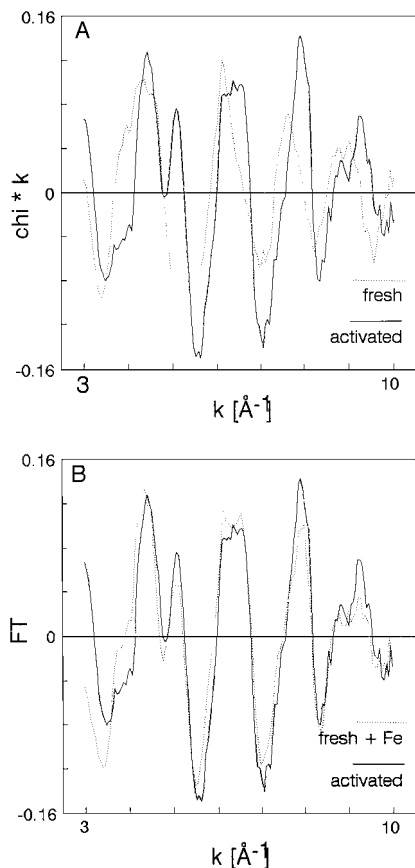 0.16
A
chi * k
0
fresh
activated
-0.16
3
10
k [Å-1]
0.16
B
FT
0
fresh + Fe
activated
-0.16
3
10
k [Å-1]